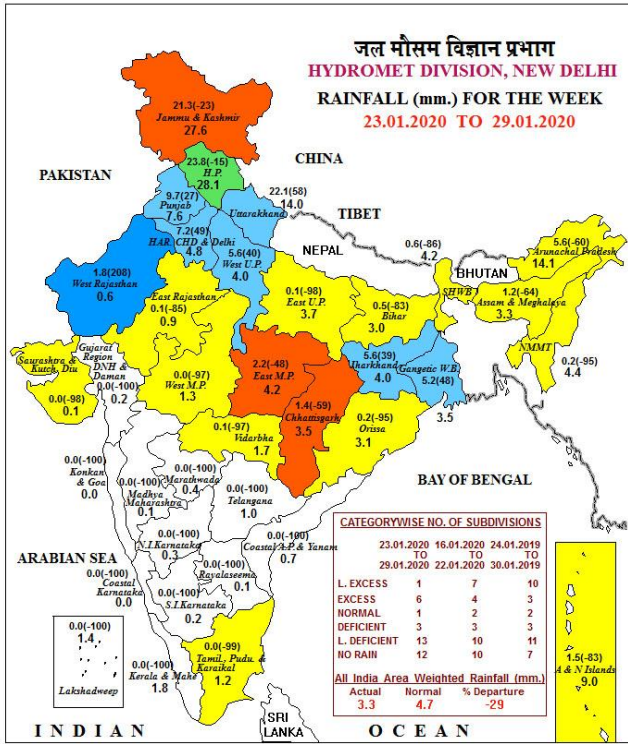 जल मौसम विज्ञान प्रभाग
HYDROMET DIVISION, NEW DELHI
RAINFALL (mm.) FOR THE WEEK
23.01.2020 TO 29.01.2020
21.3(-23)
Jammu & Kashmir
27.6
CHINA
PAKISTAN
23.8(-15)
H.P.
28.1
9.7(27)
Punjab
7.6
22.1(58)
14.0
Uttarakhand
TIBET
7.2(49)
HAR. CHD & Delhi
4.8
NEPAL
5.6(40)
West U.P.
4.0
0.6(-86)
4.2
BHUTAN
5.6(-60)
Arunachal Pradesh
14.1
1.8(208)
West Rajasthan
0.6
East Rajasthan
0.1(-85)
0.9
0.1(-98)
East U.P.
3.7
0.5(-83)
Bihar
3.0
SHWB
1.2(-64)
Assam & Meghalaya
3.3
NMMT
0.2(-95)
4.4
Saurashtra &
Kutch, Diu
0.0(-98)
0.1
Gujarat
Region
DNH &
Daman
0.0(-100)
0.2
0.0(-97)
West M.P.
1.3
2.2(-48)
East M.P.
4.2
5.6(39)
Jharkhand
4.0
Gangetic W.B.
5.2(48)
3.5
1.4(-59)
Chhattisgarh
3.5
0.2(-95)
Orissa
3.1
0.1(-97)
Vidarbha
1.7
0.0(-100)
Konkan
& Goa
0.0
0.0(-100)
Madhya
Maharashtra
0.1
0.0(-100)
Marathwada
0.4
0.0(-100)
Telangana
1.0
BAY OF BENGAL
ARABIAN SEA
0.0(-100)
N.I.Karnataka
0.3
0.0(-100)
Coastal A.P.& Yanam
0.7
0.0(-100)
Coastal
Karnataka
0.0
0.0(-100)
Rayalaseema
0.1
0.0(-100)
S.I.Karnataka
0.2
0.0(-100)
1.4
Lakshadweep
0.0(-100)
Kerala & Mahe
1.8
0.0(-99)
Tamil., Pudu. &
Karaikal
1.2
SRI
LANKA
INDIAN OCEAN
CATEGORYWISE NO. OF SUBDIVISIONS
23.01.2020 16.01.2020 24.01.2019
TO TO TO
29.01.2020 22.01.2020 30.01.2019
L. EXCESS 1 7 10
EXCESS 6 4 3
NORMAL 1 2 2
DEFICIENT 3 3 3
L. DEFICIENT 13 10 11
NO RAIN 12 10 7
All India Area Weighted Rainfall (mm.)
Actual Normal % Departure
3.3 4.7 -29
1.5(-83)
A & N Islands
9.0